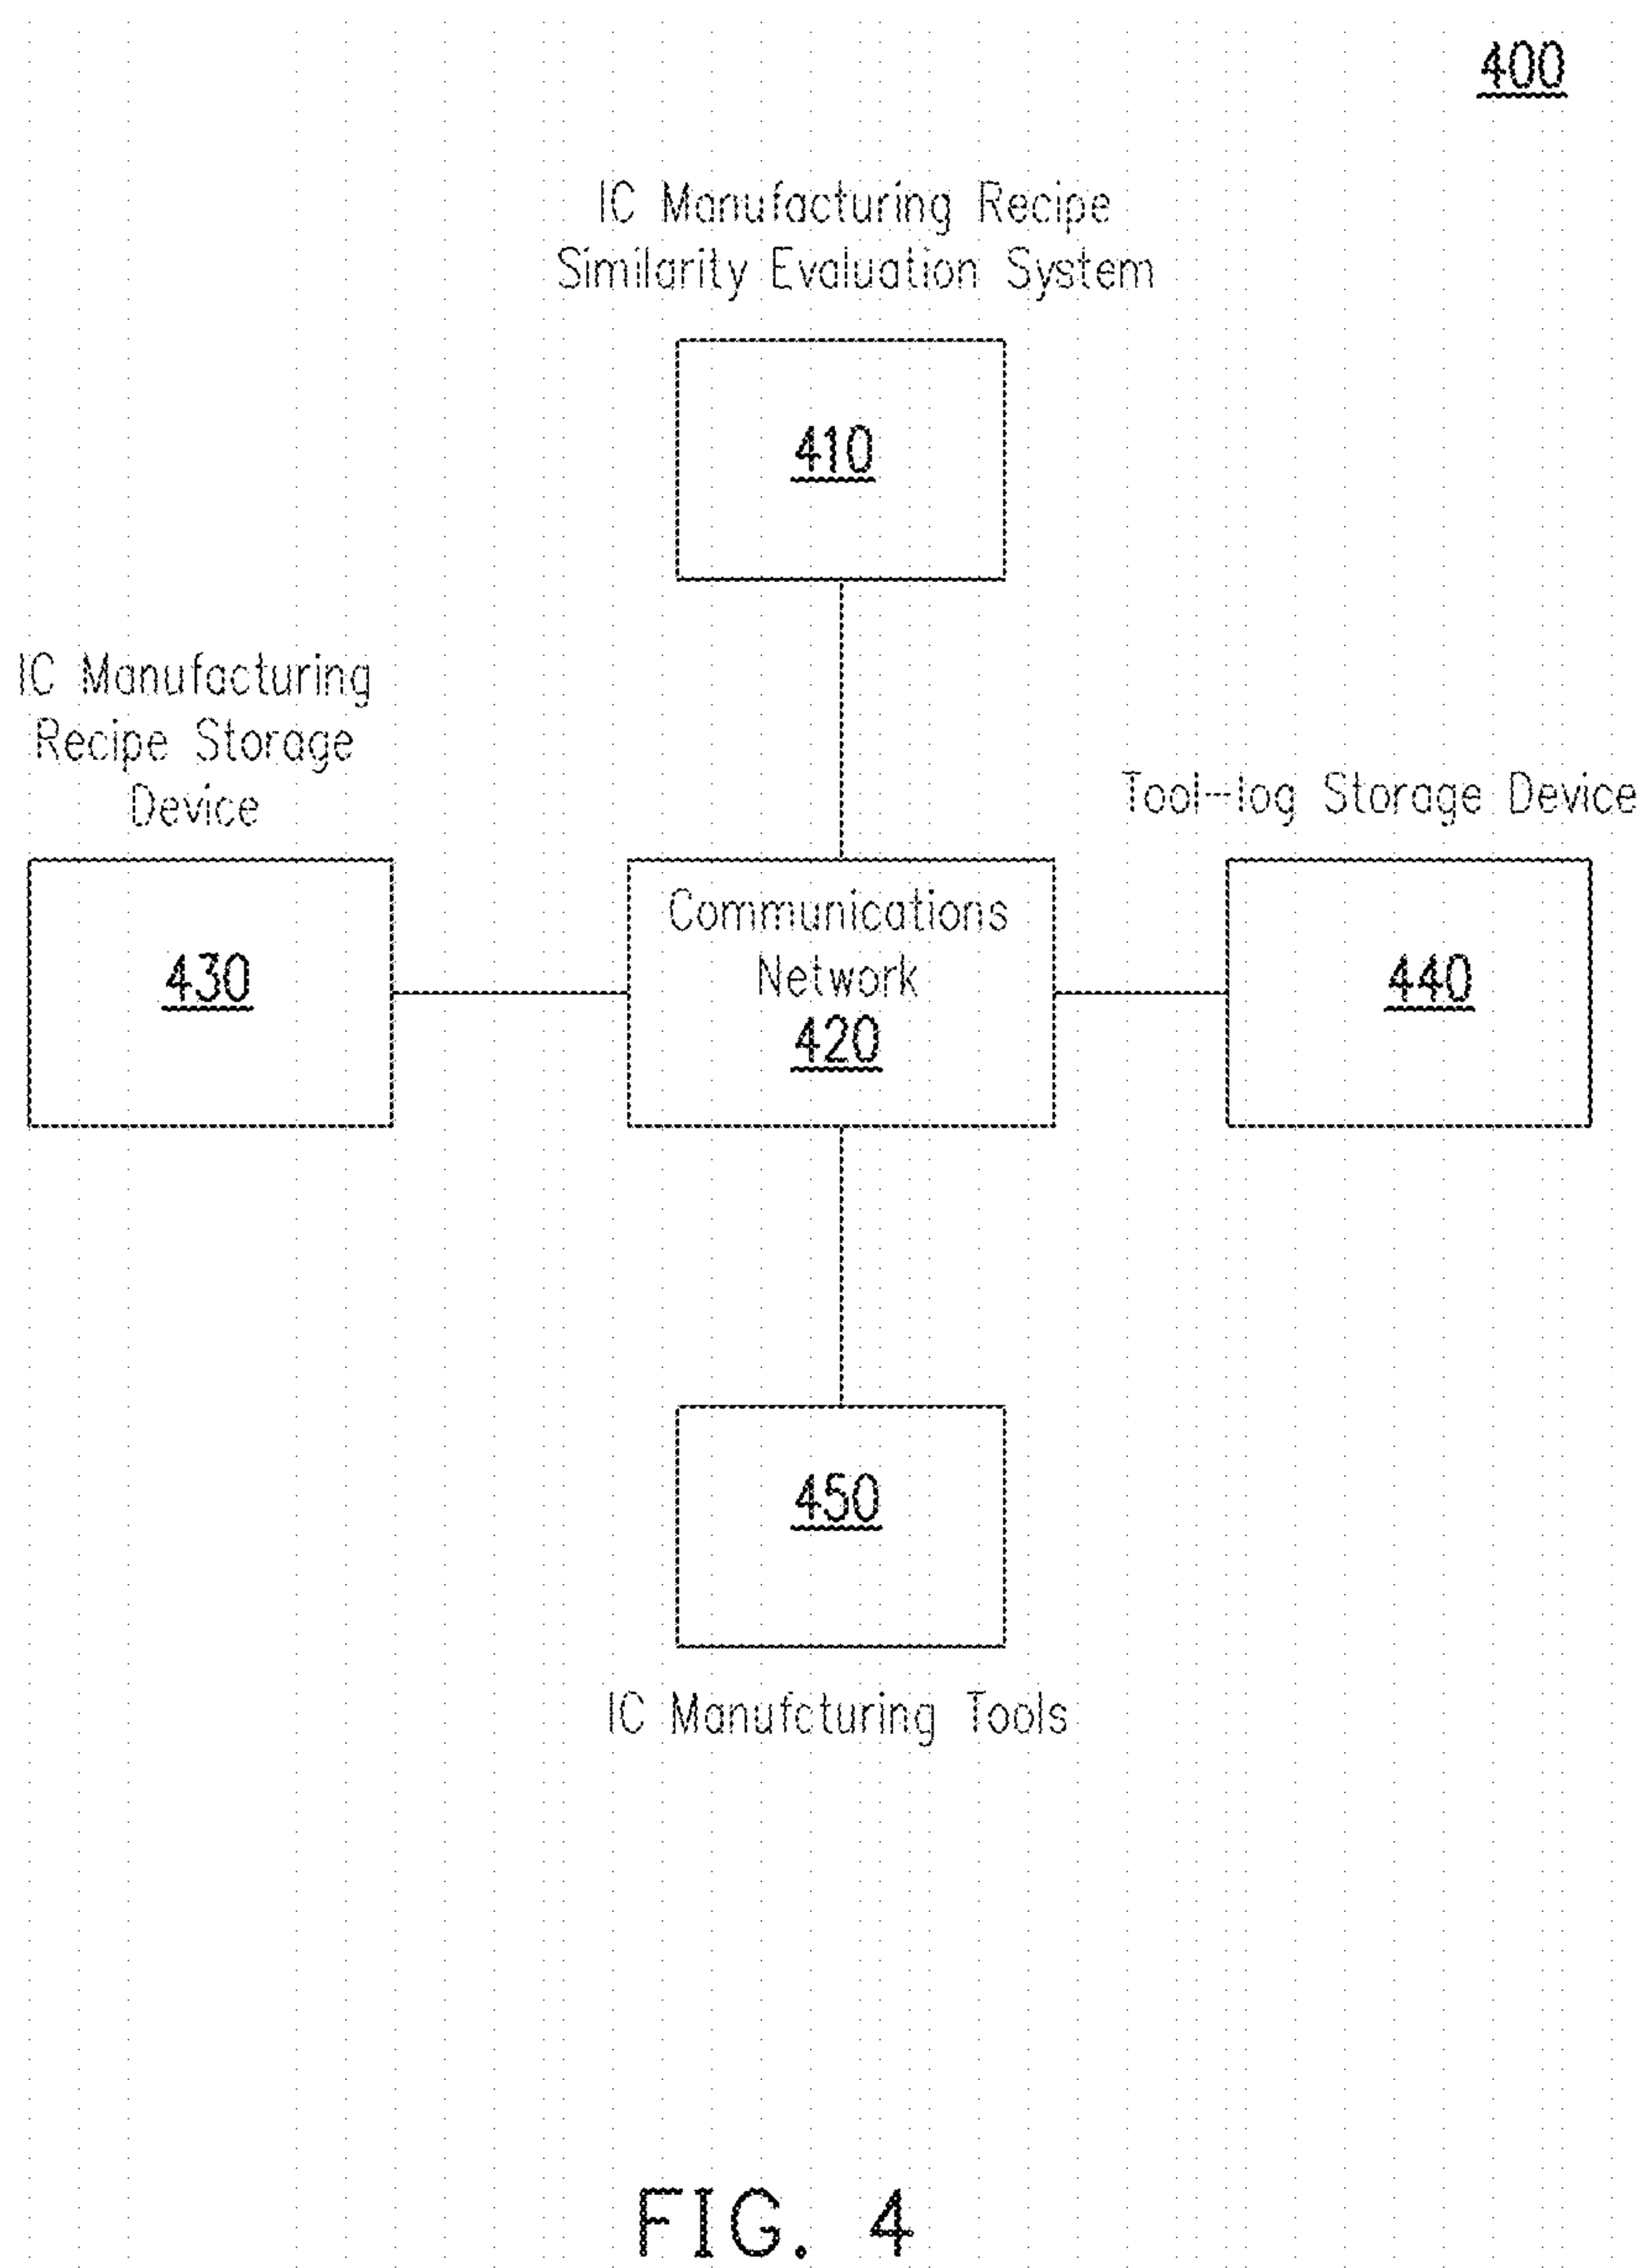 400
IC Manufacturing Recipe
Similarity Evaluation System
410
IC Manufacturing
Recipe Storage
Device
430
Communications
Network
420
Tool-log Storage Device
440
450
IC Manufcturing Tools
FIG. 4